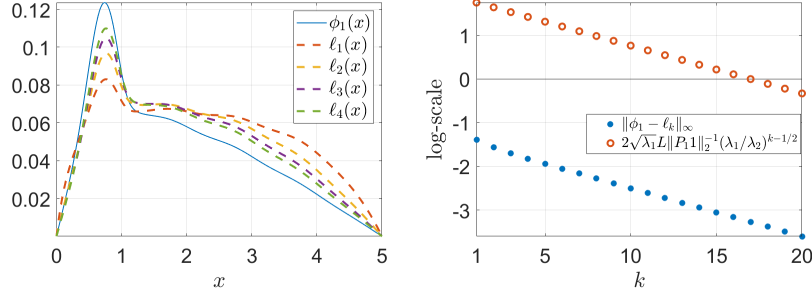 0.12
0.10
0.08
0.06
0.04
0.02
0 1 2 3 4 5
x
ϕ₁(x)
ℓ₁(x)
ℓ₂(x)
ℓ₃(x)
ℓ₄(x)
log-scale
1
0
-1
-2
-3
1 5 10 15 20
k
‖ϕ₁ − ℓₖ‖∞
2√λ₁L‖P₁1‖₂⁻¹(λ₁/λ₂)ᵏ⁻¹/²